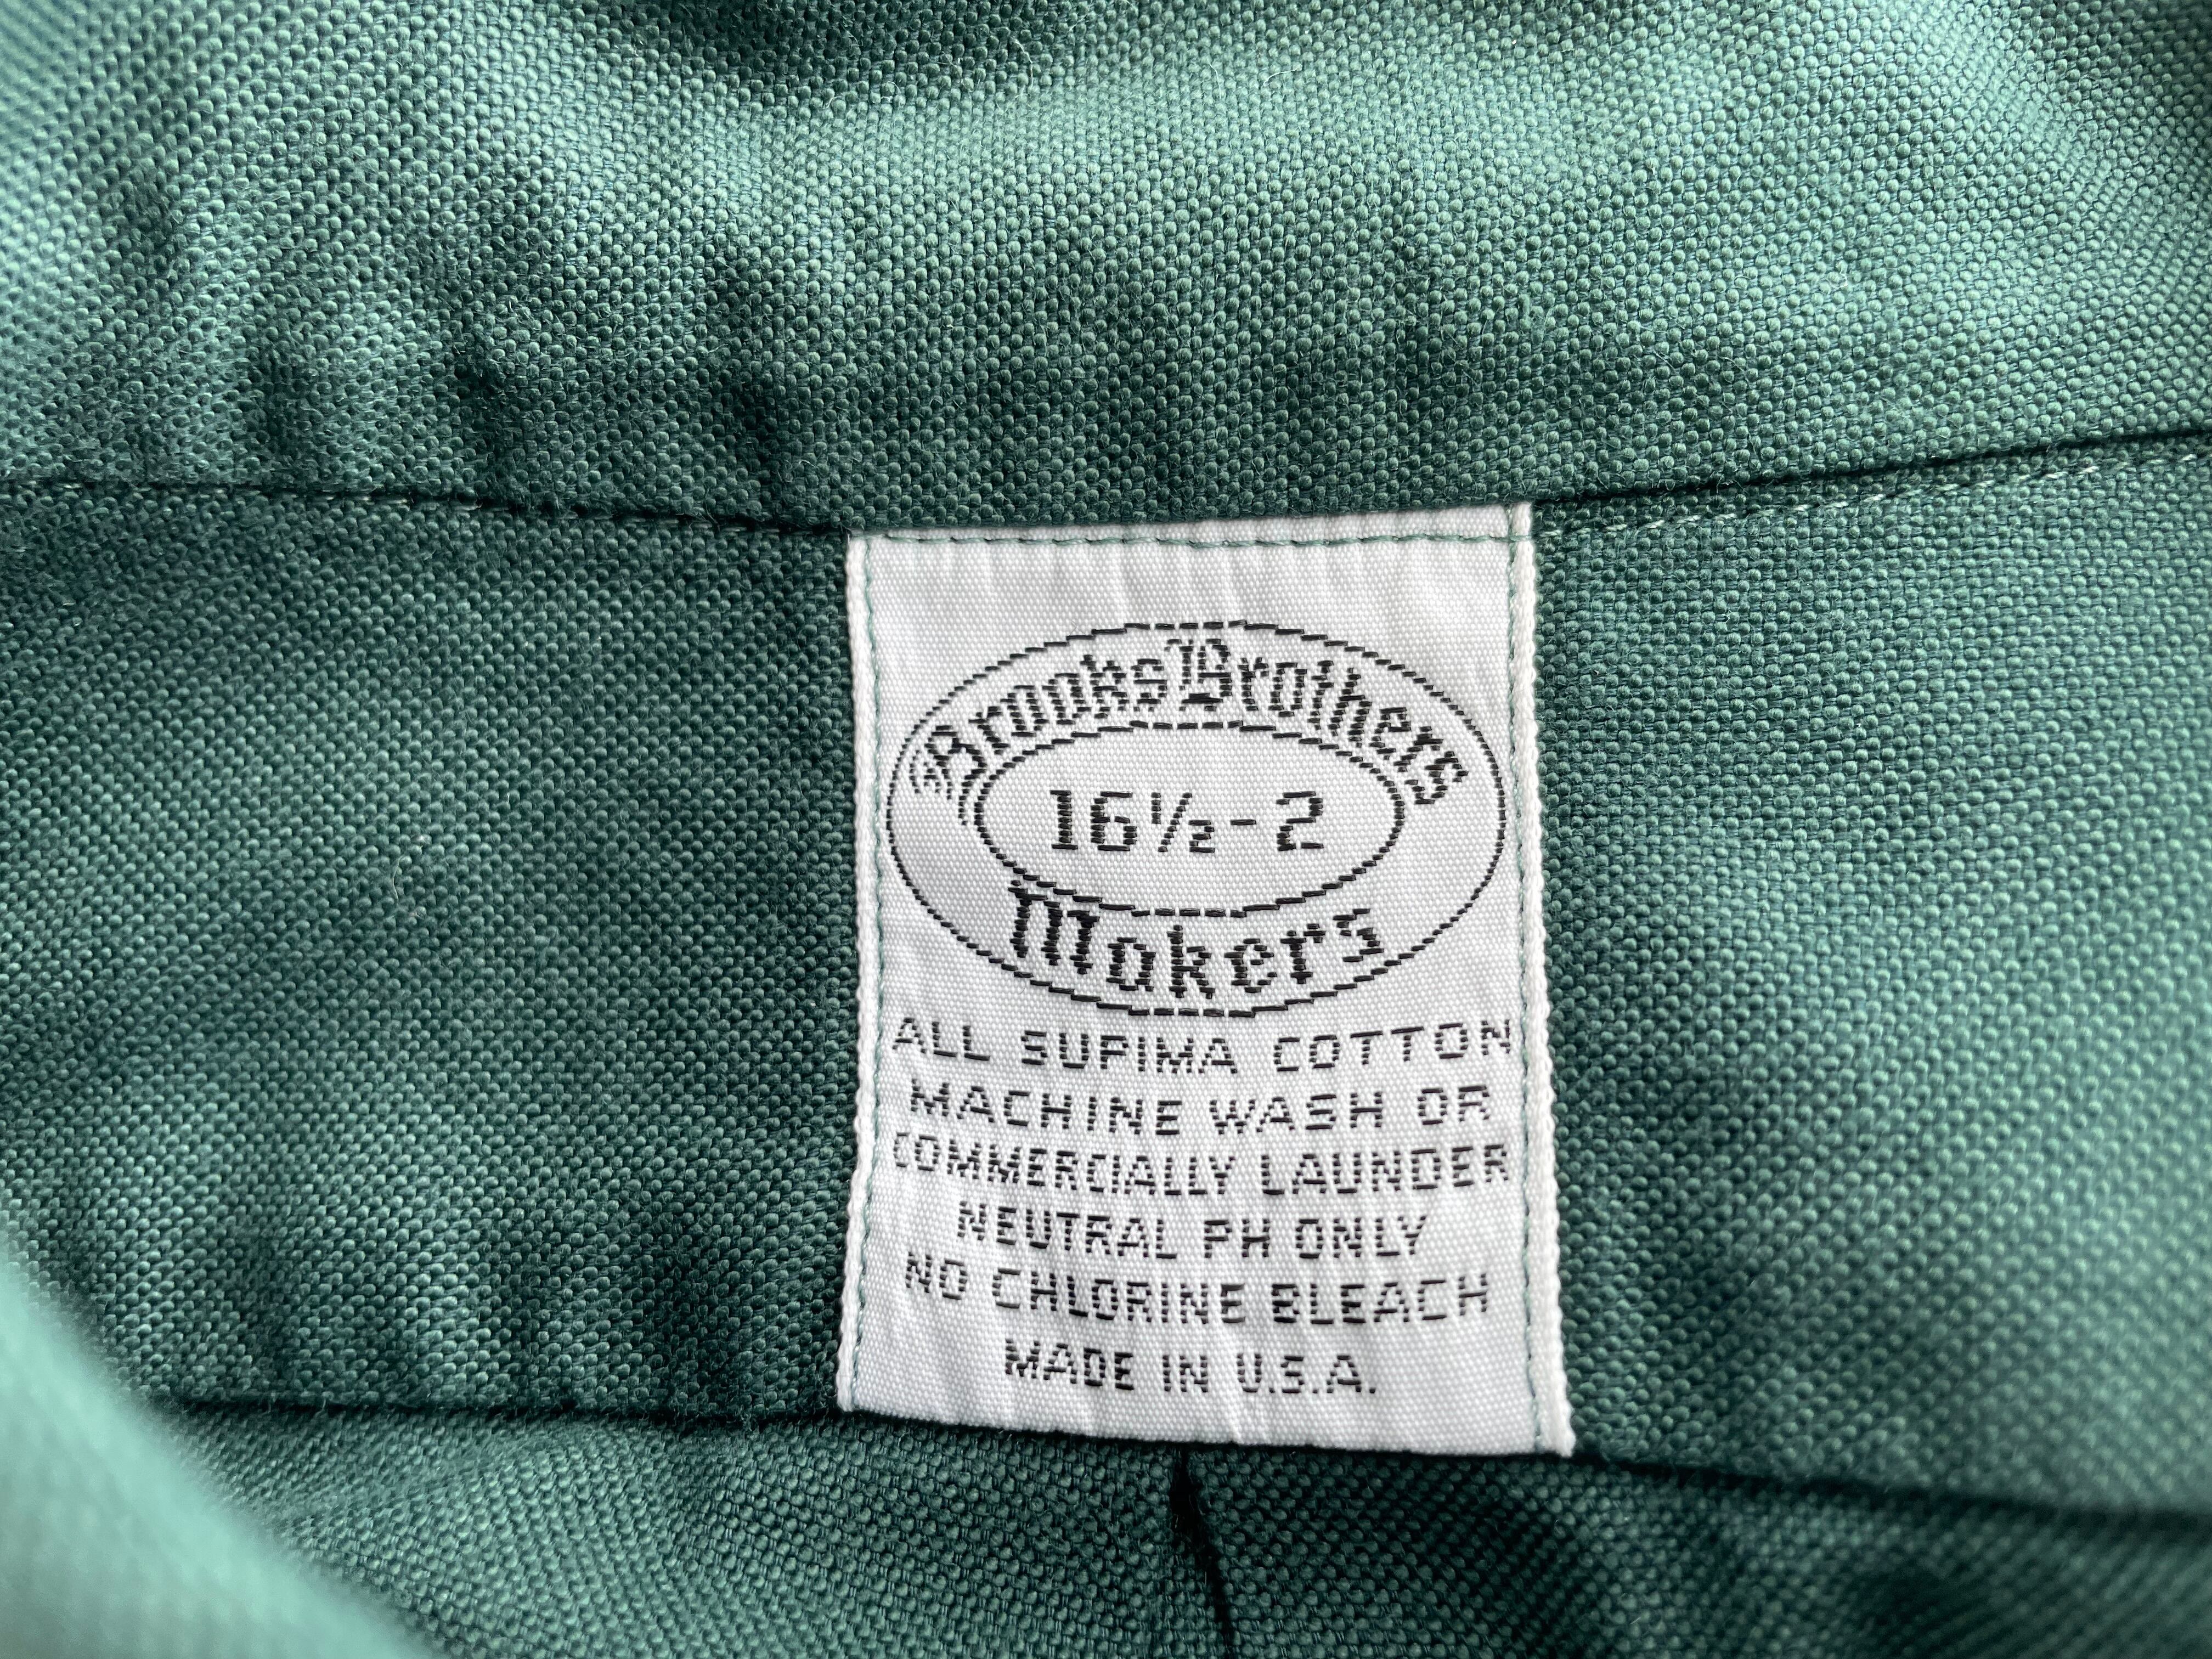 Brooks Brothers
16½-2
Makers
ALL SUPIMA COTTON
MACHINE WASH OR
COMMERCIALLY LAUNDER
NEUTRAL PH ONLY
NO CHLORINE BLEACH
MADE IN U.S.A.